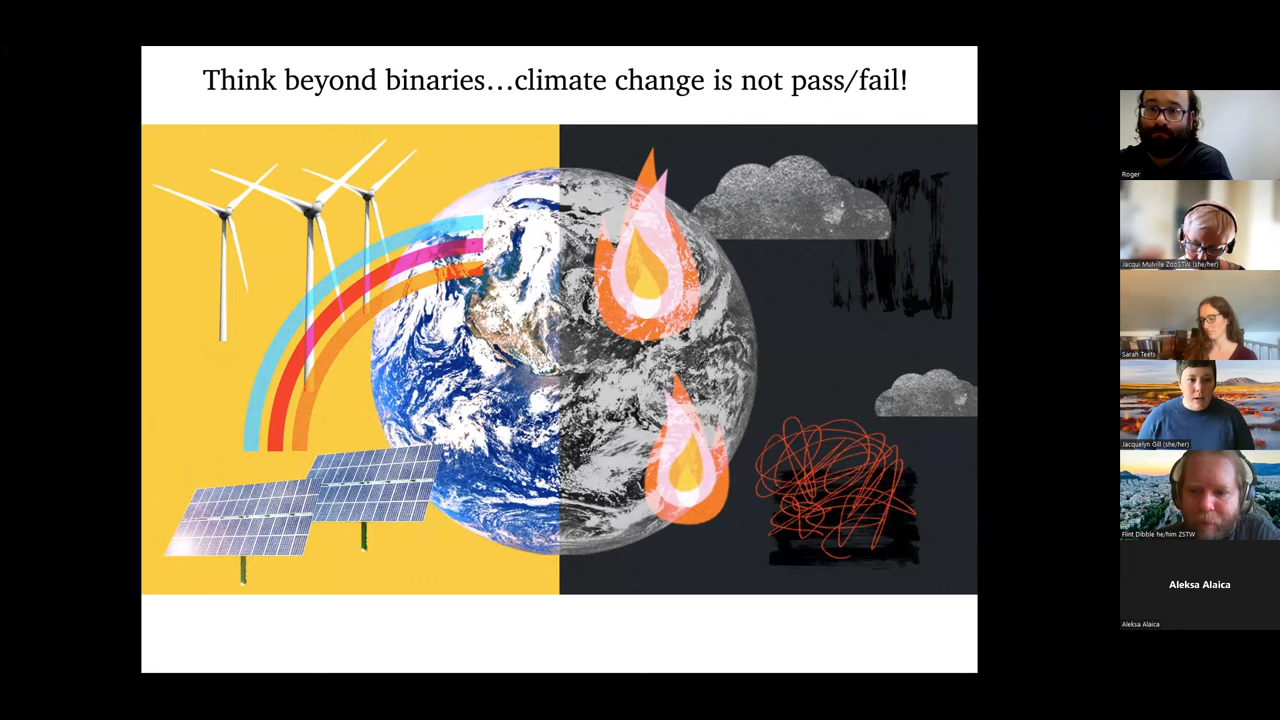 Think beyond binaries...climate change is not pass/fail!
Roger
Jacqui Mulville ZooSTW (she/her)
Sarah Teets
Jacquelyn Gill (she/her)
Flint Dibble he/him ZSTW
Aleksa Alaica
Aleksa Alaica